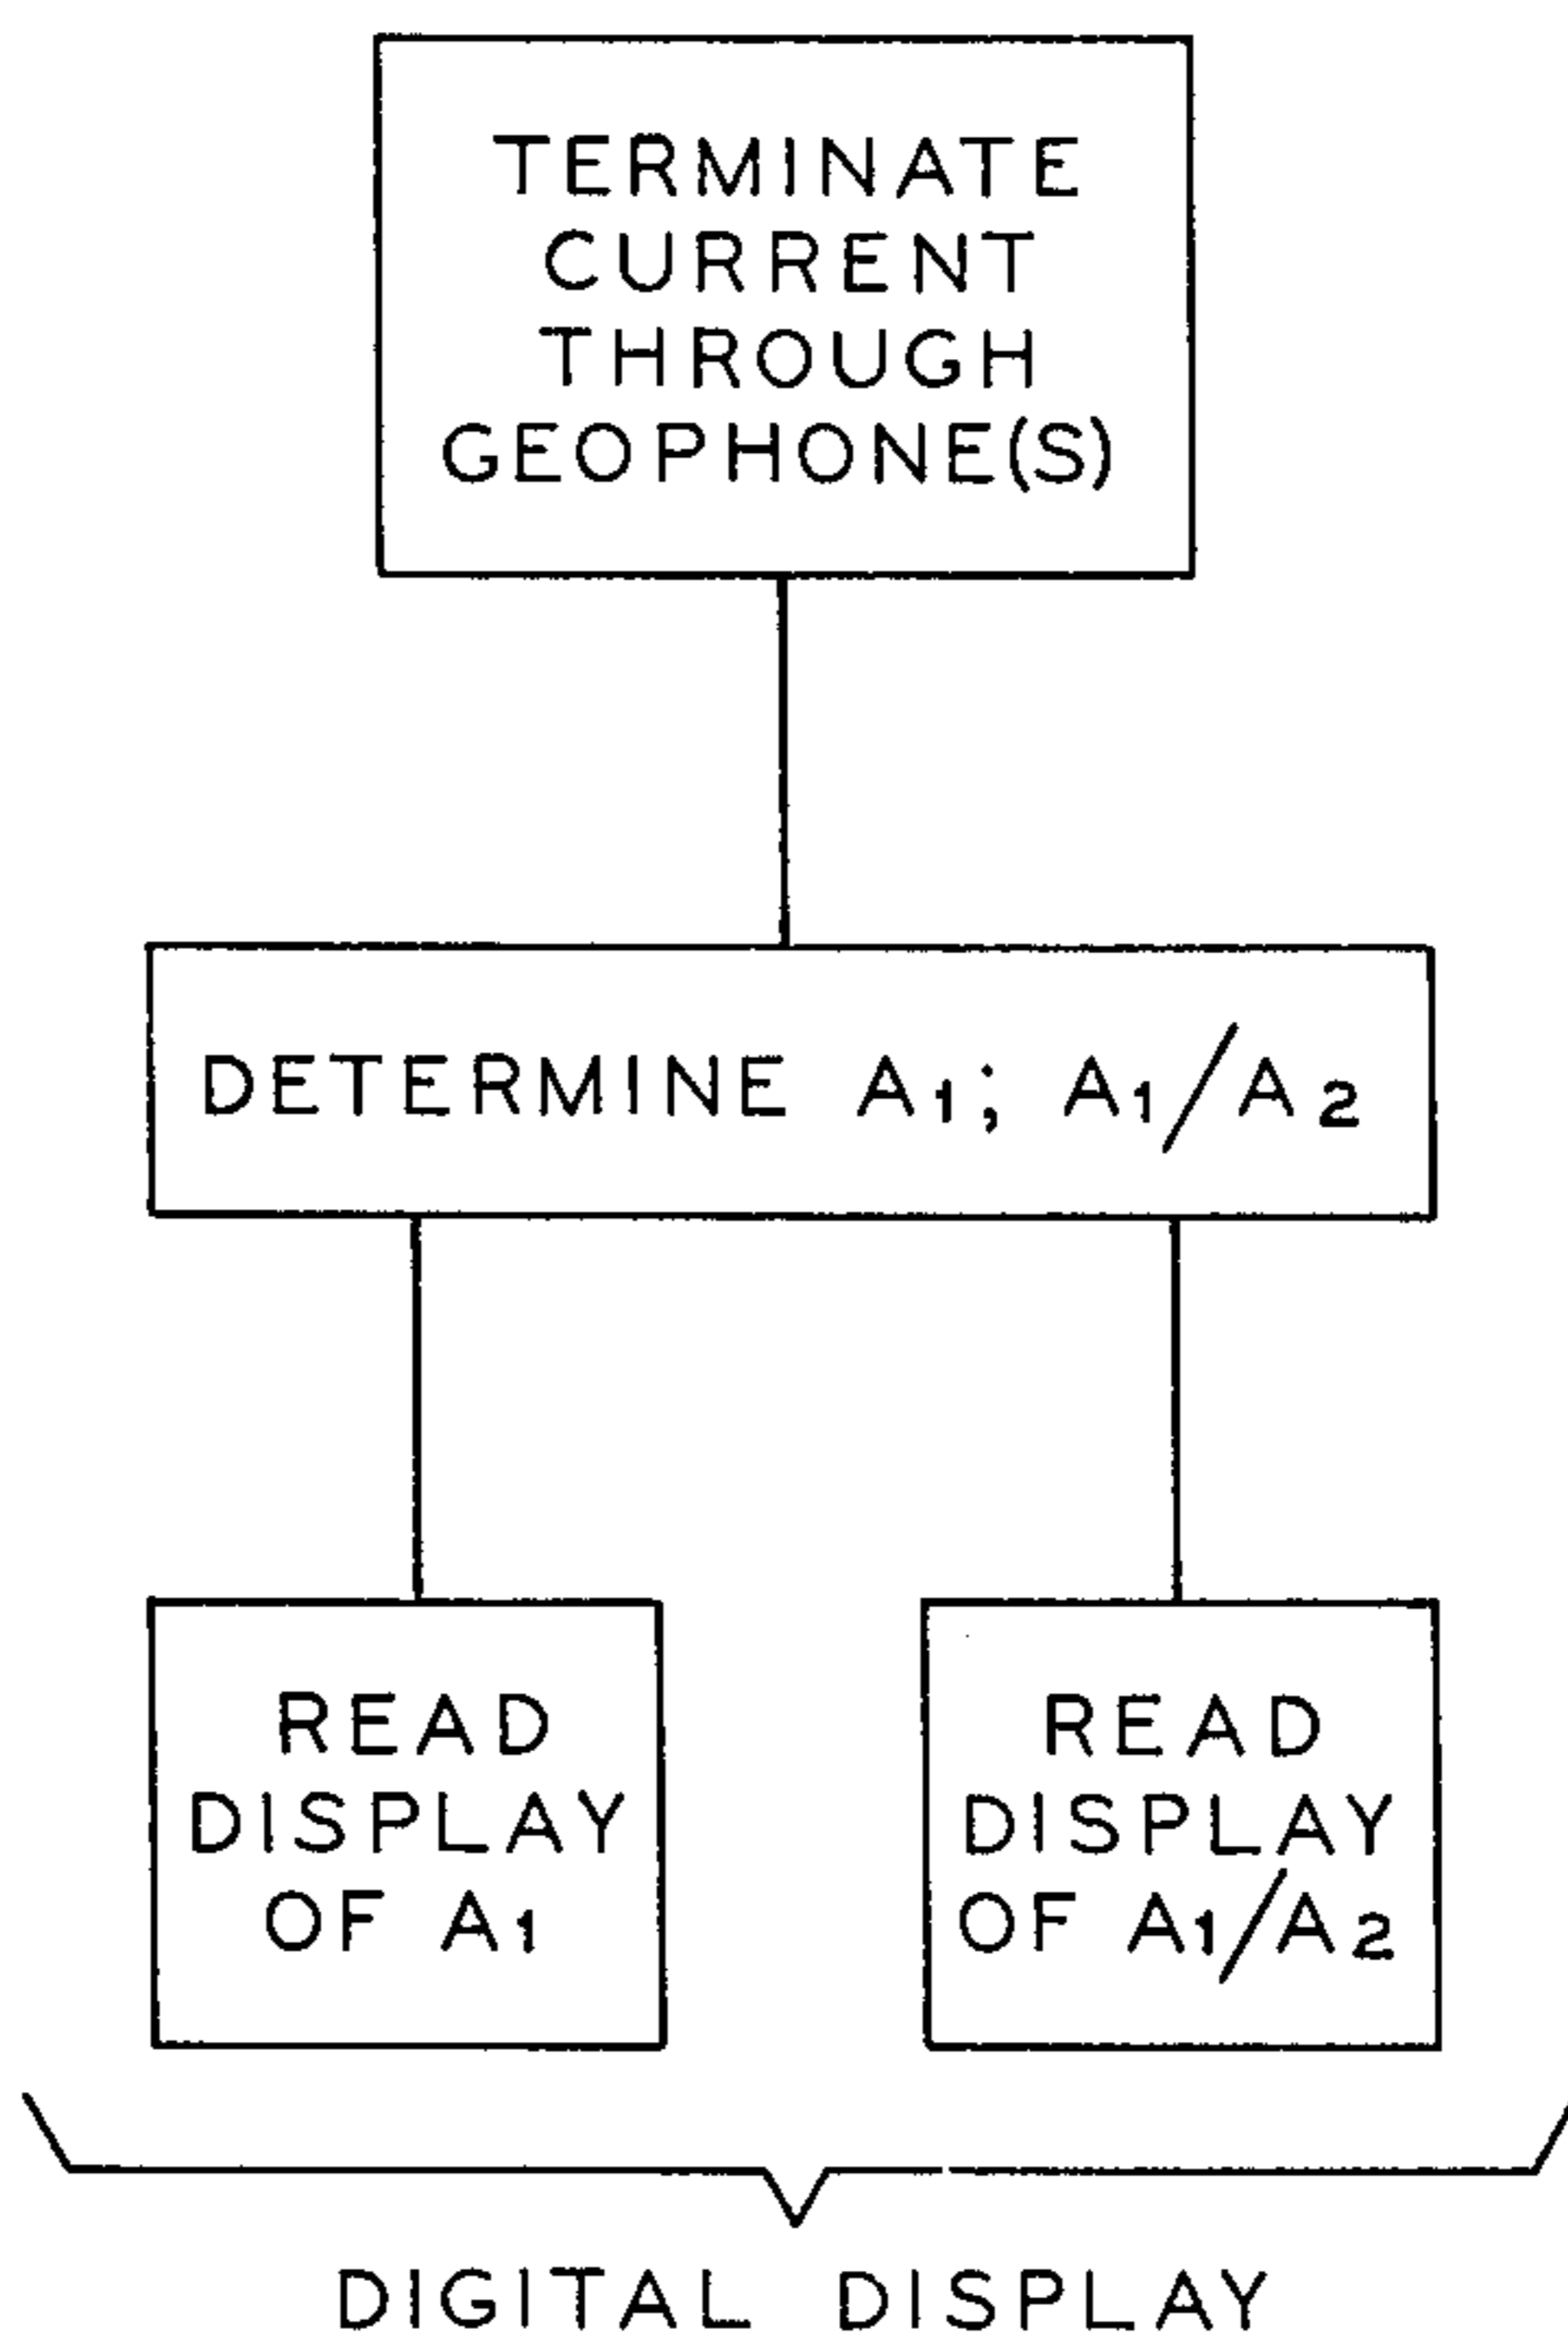 TERMINATE
CURRENT
THROUGH
GEOPHONE(S)
DETERMINE A1; A1/A2
READ
DISPLAY
OF A1
READ
DISPLAY
OF A1/A2
DIGITAL DISPLAY